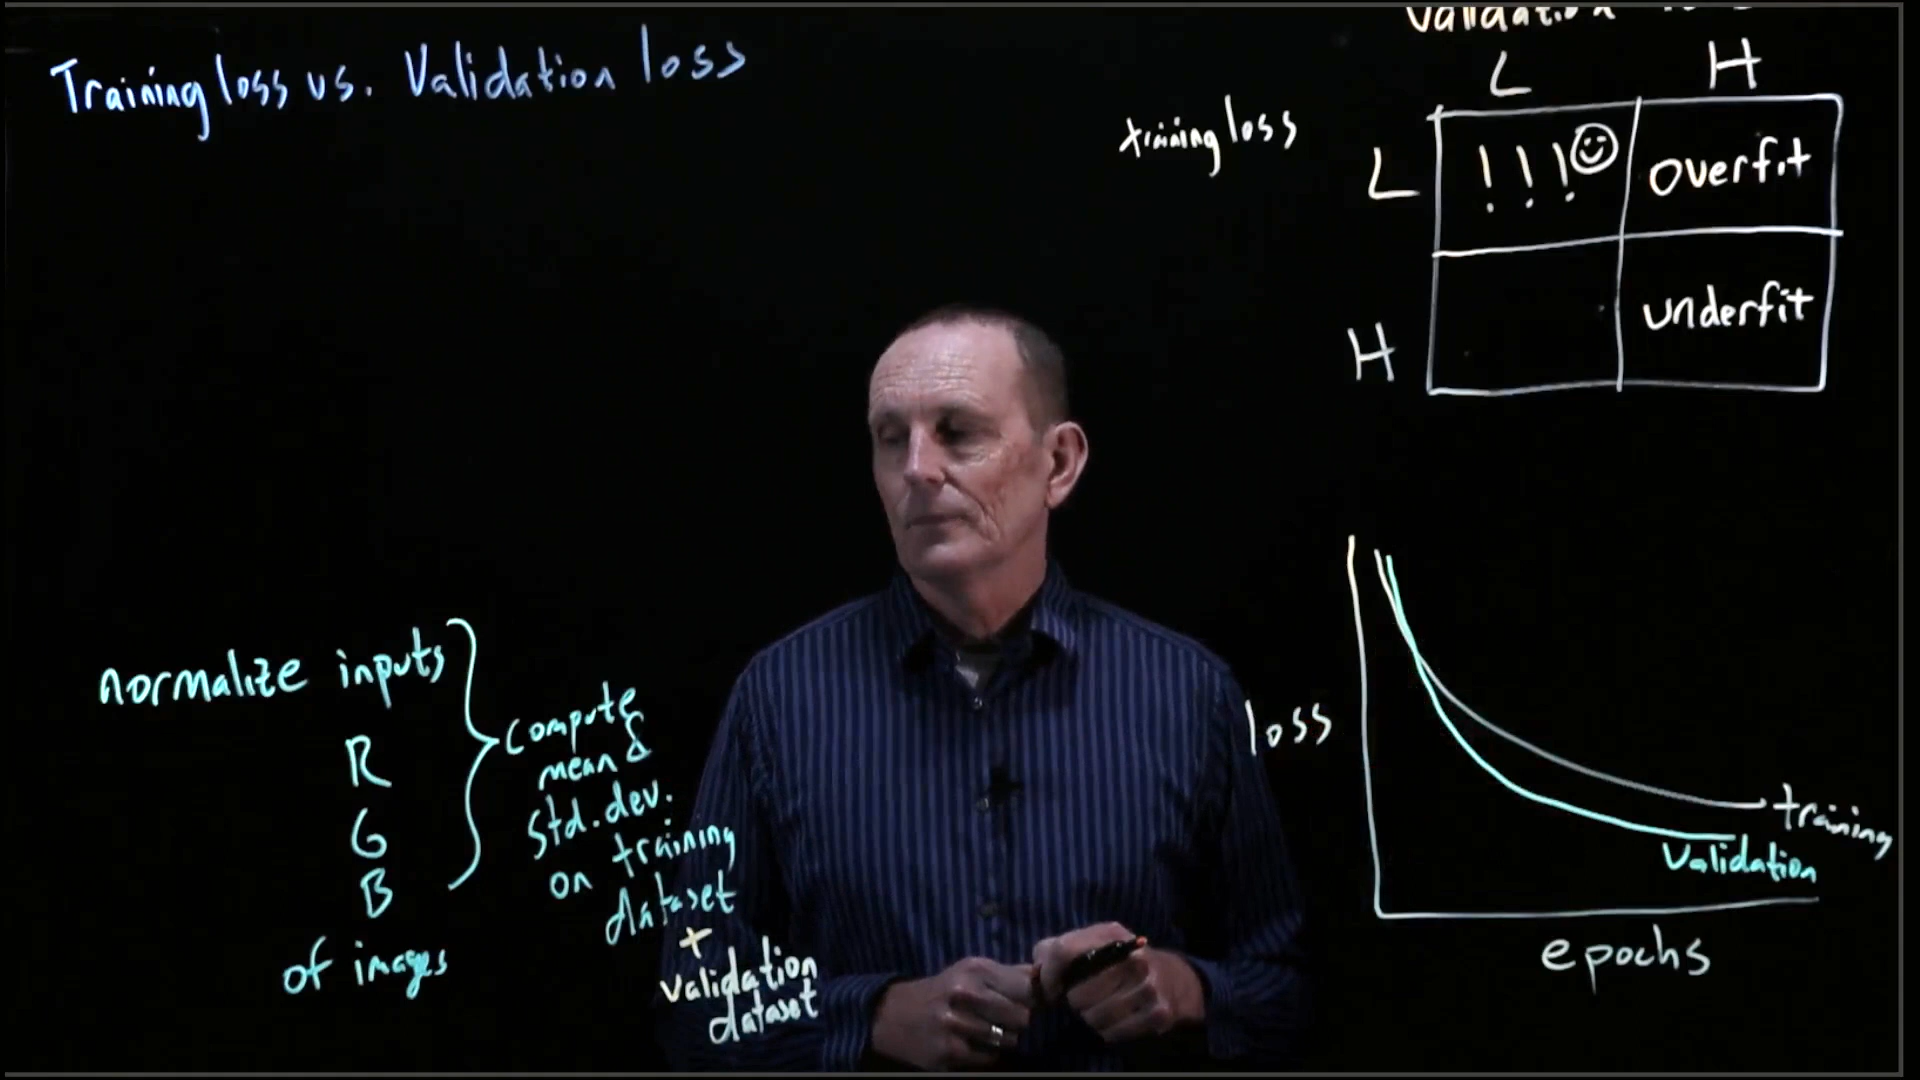 Training loss vs. Validation loss
L H
training loss
L !!! overfit
H underfit
normalize inputs
R
G
B
of images
compute
mean &
std. dev.
on training
dataset
+
validation
dataset
loss
training
validation
epochs